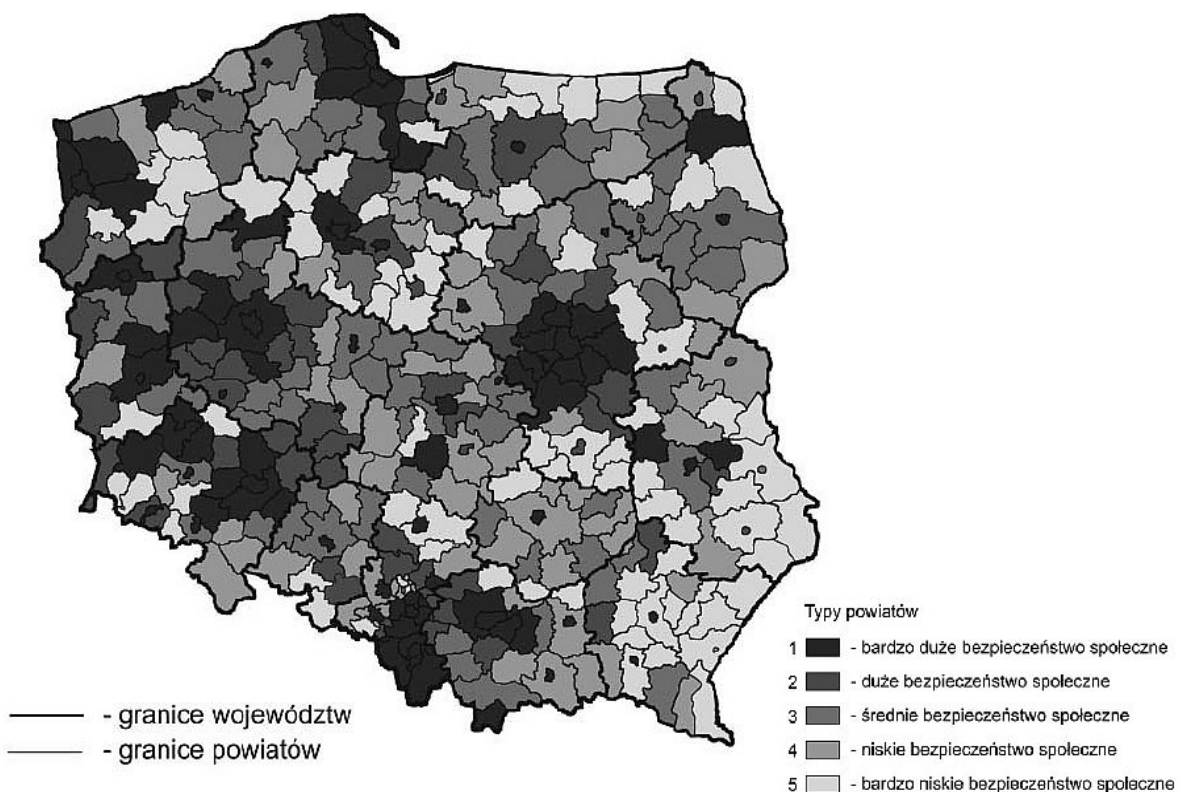 Typy powiatów
1 - bardzo duże bezpieczeństwo społeczne
2 - duże bezpieczeństwo społeczne
3 - średnie bezpieczeństwo społeczne
4 - niskie bezpieczeństwo społeczne
5 - bardzo niskie bezpieczeństwo społeczne
- granice województw
- granice powiatów